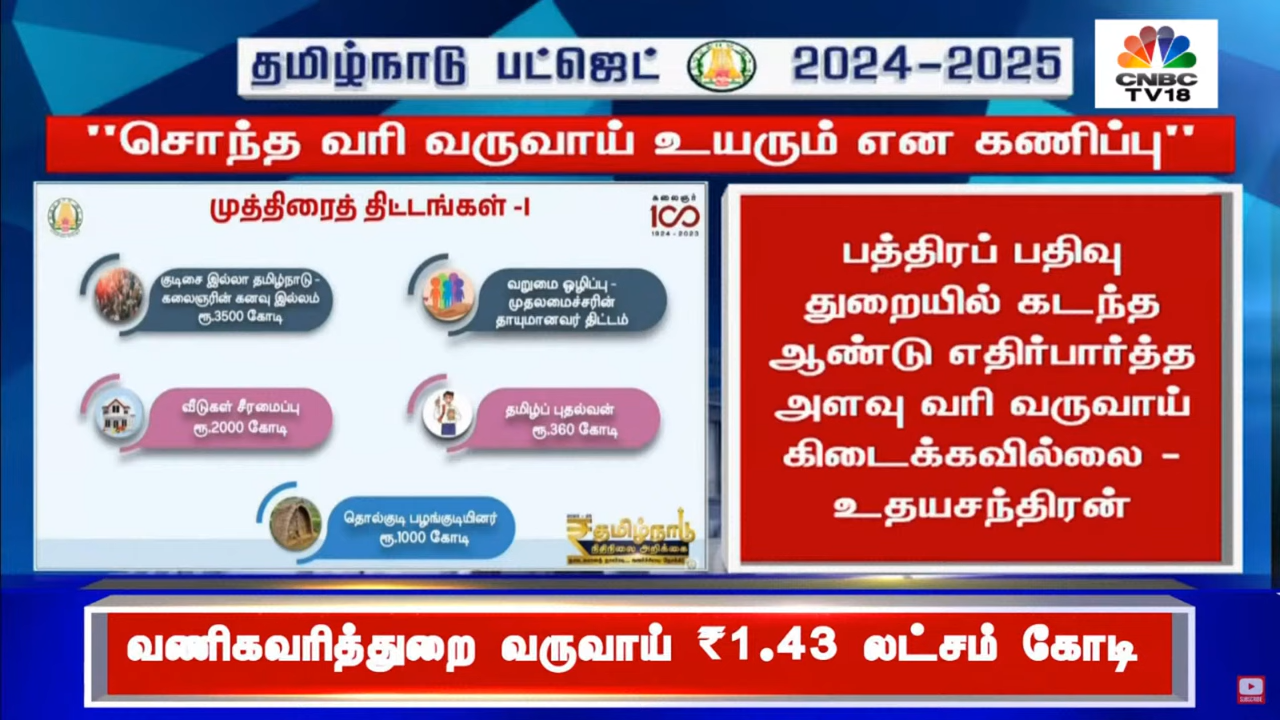 தமிழ்நாடு பட்ஜெட் 2024-2025
CNBC
TV18
"சொந்த வரி வருவாய் உயரும் என கணிப்பு"
முத்திரைத் திட்டங்கள் -I
கலைஞர்
100
1924 - 2023
குடிசை இல்லா தமிழ்நாடு -
கலைஞரின் கனவு இல்லம்
ரூ.3500 கோடி
வறுமை ஒழிப்பு -
முதலமைச்சரின்
தாயுமானவர் திட்டம்
வீடுகள் சீரமைப்பு
ரூ.2000 கோடி
தமிழ்ப் புதல்வன்
ரூ.360 கோடி
தொல்குடி பழங்குடியினர்
ரூ.1000 கோடி
தமிழ்நாடு
நிதிநிலை அறிக்கை
பத்திரப் பதிவு
துறையில் கடந்த
ஆண்டு எதிர்பார்த்த
அளவு வரி வருவாய்
கிடைக்கவில்லை -
உதயசந்திரன்
வணிகவரித்துறை வருவாய் ₹1.43 லட்சம் கோடி
SUBSCRIBE